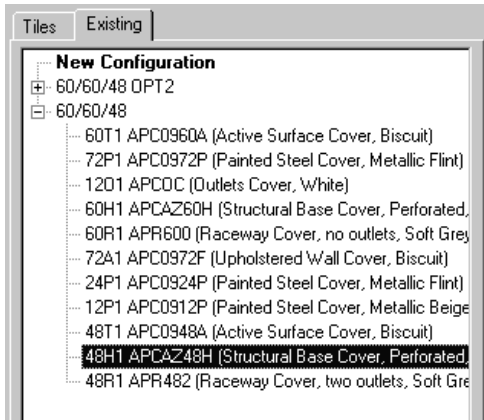 Tiles Existing
New Configuration
60/60/48 OPT2
60/60/48
60T1 APC0960A (Active Surface Cover, Biscuit)
72P1 APC0972P (Painted Steel Cover, Metallic Flint)
12O1 APCOC (Outlets Cover, White)
60H1 APCAZ60H (Structural Base Cover, Perforated,
60R1 APR600 (Raceway Cover, no outlets, Soft Grey
72A1 APC0972F (Upholstered Wall Cover, Biscuit)
24P1 APC0924P (Painted Steel Cover, Metallic Flint)
12P1 APC0912P (Painted Steel Cover, Metallic Beige
48T1 APC0948A (Active Surface Cover, Biscuit)
48H1 APCAZ48H (Structural Base Cover, Perforated,
48R1 APR482 (Raceway Cover, two outlets, Soft Gre